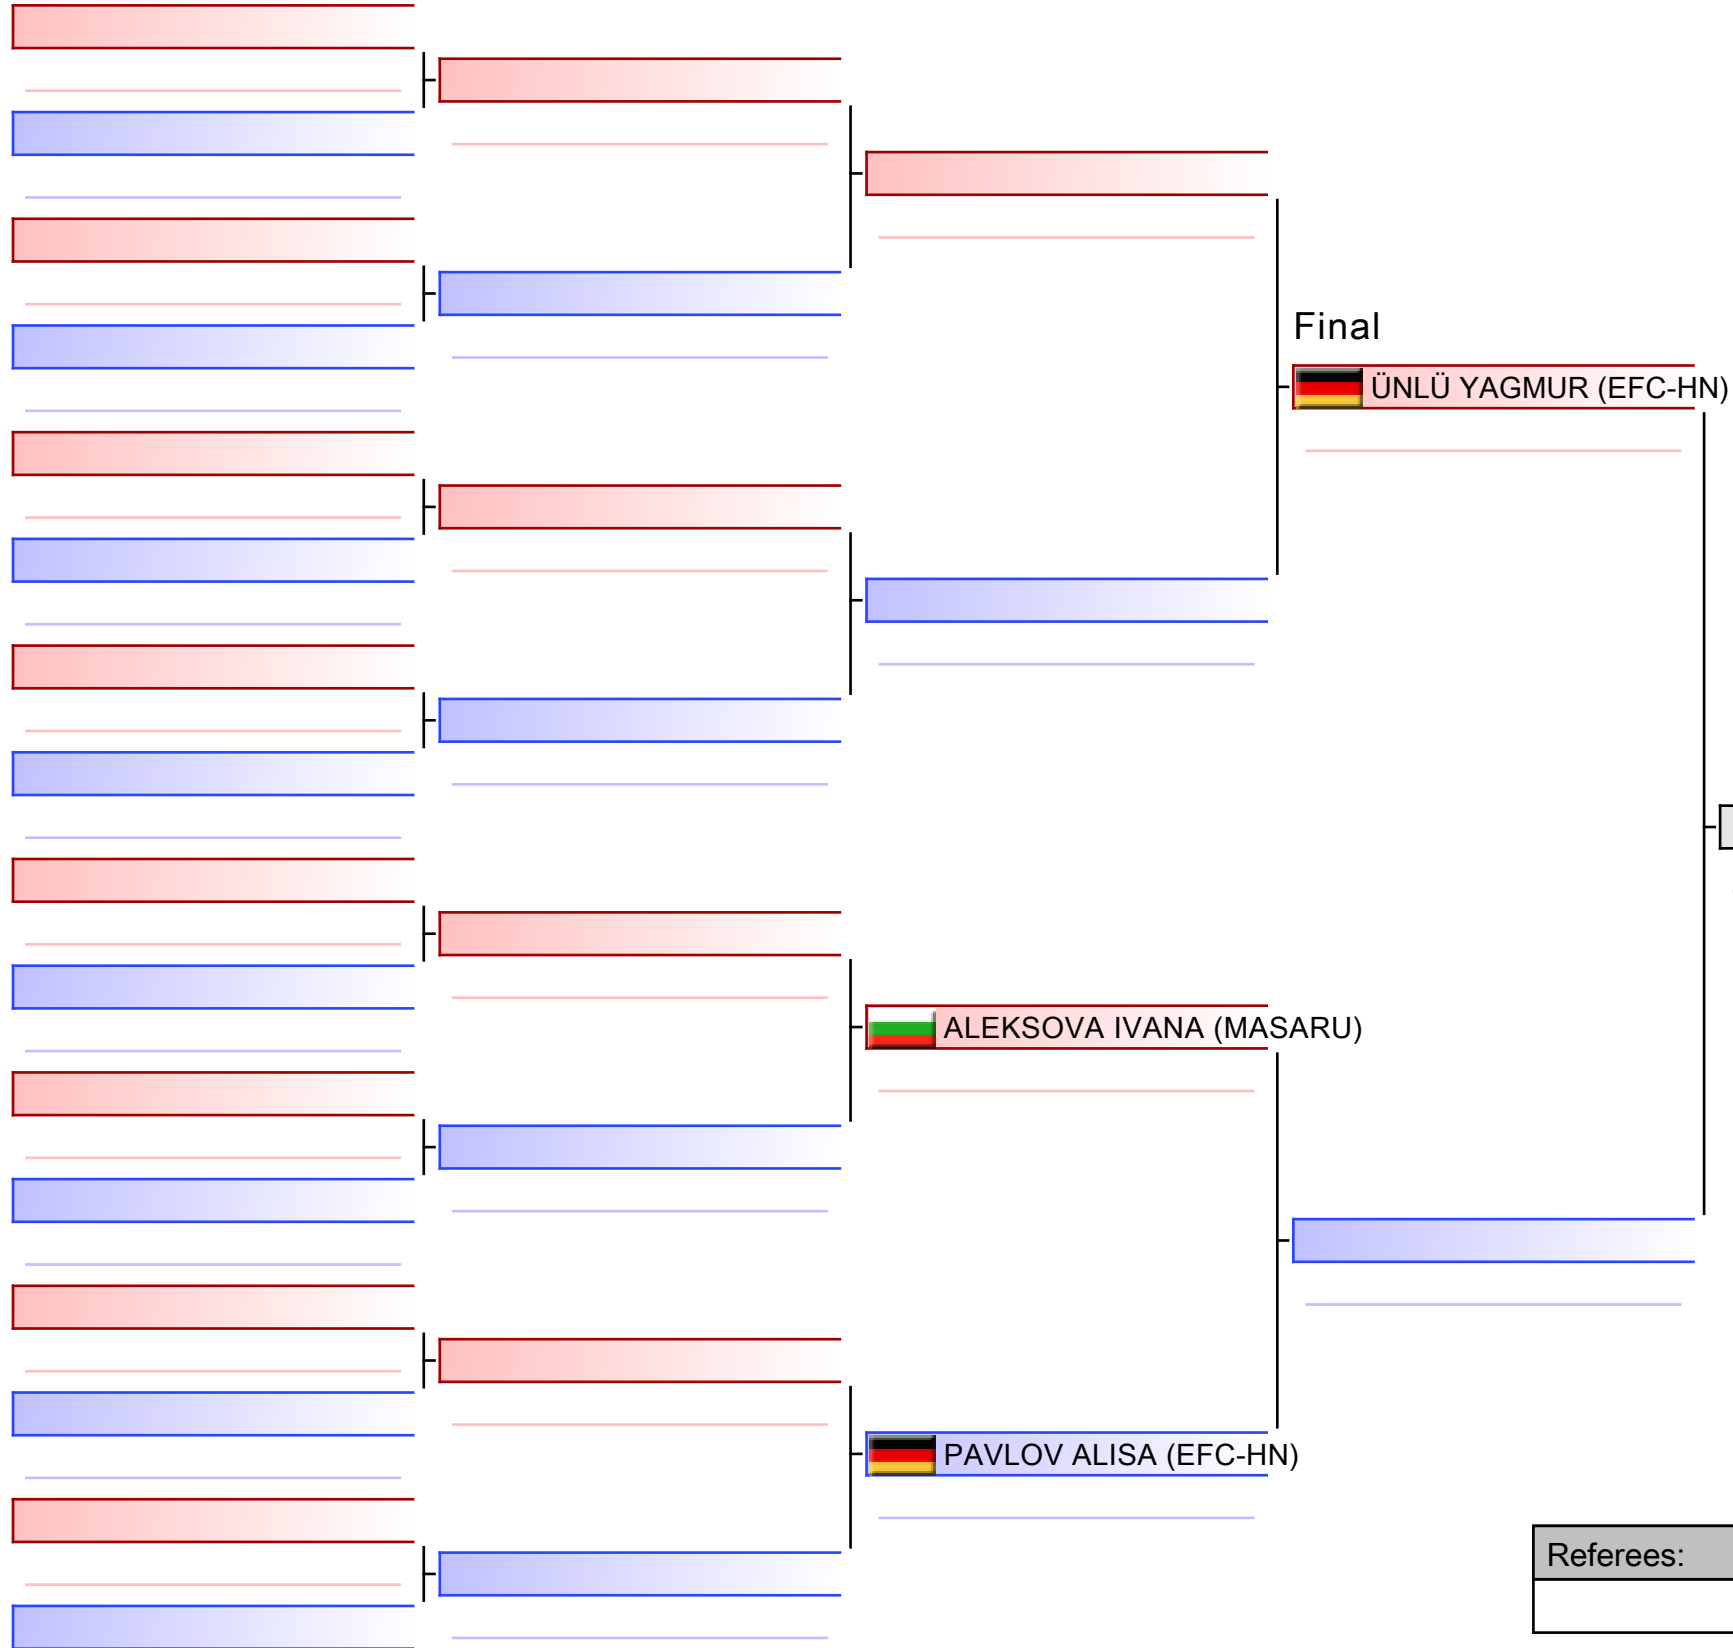 Final
ÜNLÜ YAGMUR (EFC-HN)
ALEKSOVA IVANA (MASARU)
PAVLOV ALISA (EFC-HN)
Referees: